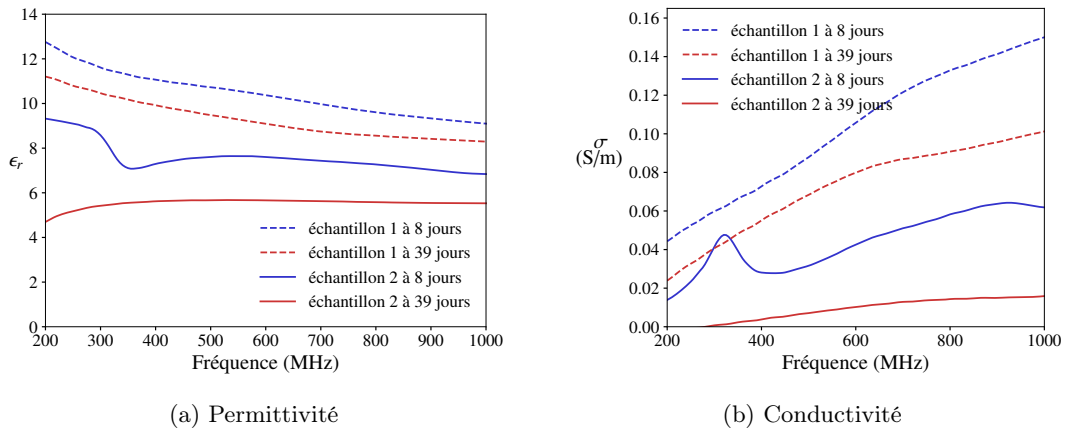 14
12
10
8
6
4
2
0
ϵr
200 300 400 500 600 700 800 900 1000
Fréquence (MHz)
échantillon 1 à 8 jours
échantillon 1 à 39 jours
échantillon 2 à 8 jours
échantillon 2 à 39 jours
(a) Permittivité
0.16
0.14
0.12
0.10
0.08
0.06
0.04
0.02
0.00
σ
(S/m)
200 400 600 800 1000
Fréquence (MHz)
échantillon 1 à 8 jours
échantillon 1 à 39 jours
échantillon 2 à 8 jours
échantillon 2 à 39 jours
(b) Conductivité